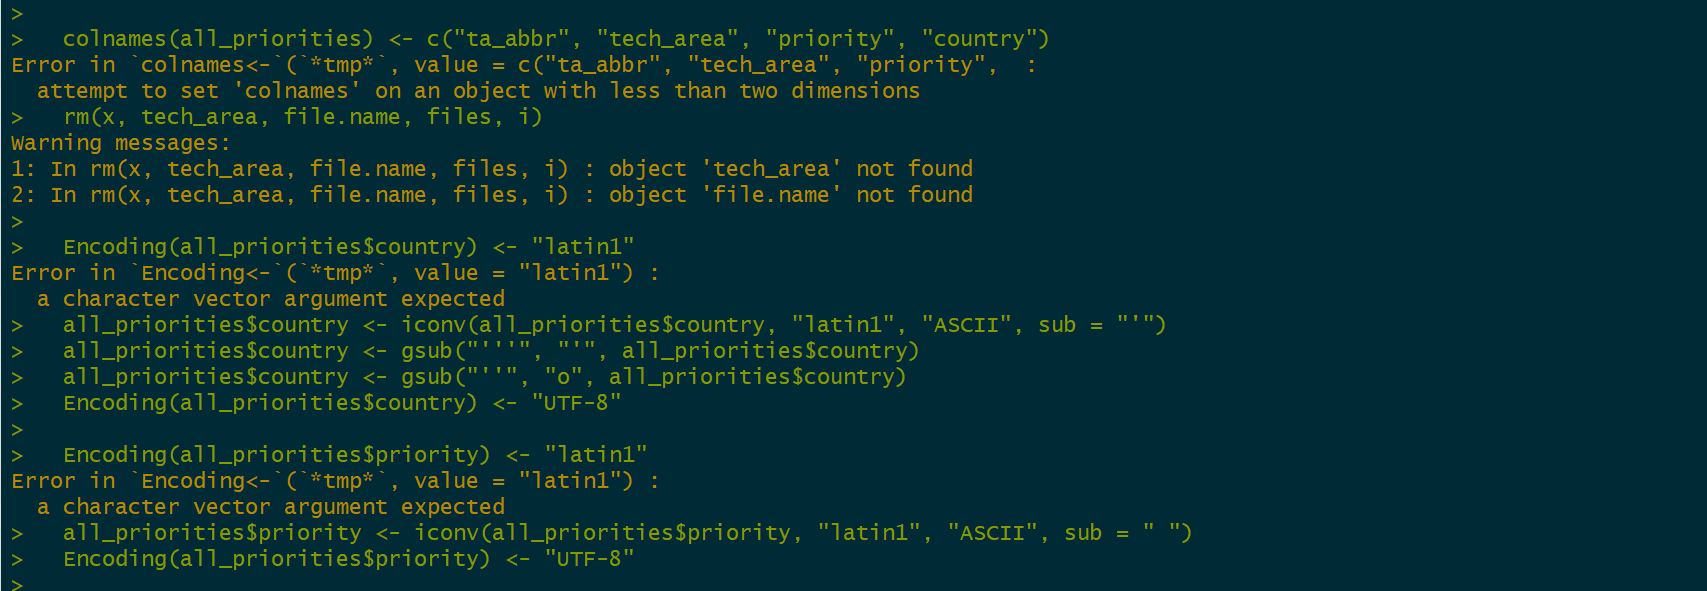 >
>   colnames(all_priorities) <- c("ta_abbr", "tech_area", "priority", "country")
Error in `colnames<-`(`*tmp*`, value = c("ta_abbr", "tech_area", "priority",  :
  attempt to set 'colnames' on an object with less than two dimensions
>   rm(x, tech_area, file.name, files, i)
Warning messages:
1: In rm(x, tech_area, file.name, files, i) : object 'tech_area' not found
2: In rm(x, tech_area, file.name, files, i) : object 'file.name' not found
>
>   Encoding(all_priorities$country) <- "latin1"
Error in `Encoding<-`(`*tmp*`, value = "latin1") :
  a character vector argument expected
>   all_priorities$country <- iconv(all_priorities$country, "latin1", "ASCII", sub = "'")
>   all_priorities$country <- gsub("'''", "'", all_priorities$country)
>   all_priorities$country <- gsub("''", "o", all_priorities$country)
>   Encoding(all_priorities$country) <- "UTF-8"
>
>   Encoding(all_priorities$priority) <- "latin1"
Error in `Encoding<-`(`*tmp*`, value = "latin1") :
  a character vector argument expected
>   all_priorities$priority <- iconv(all_priorities$priority, "latin1", "ASCII", sub = " ")
>   Encoding(all_priorities$priority) <- "UTF-8"
>